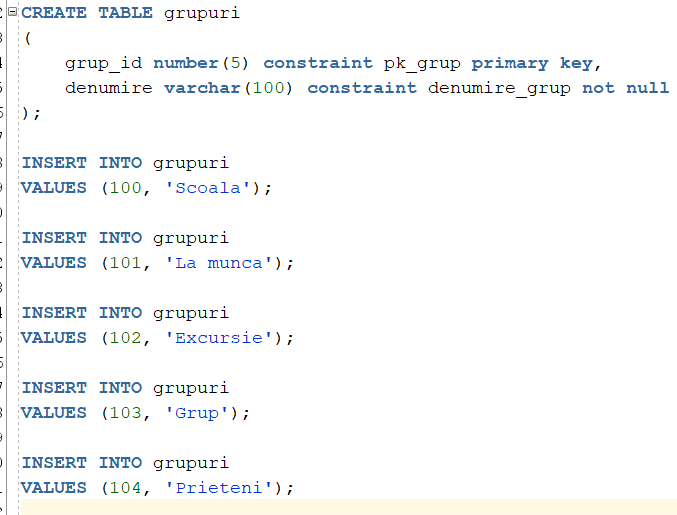 CREATE TABLE grupuri
(
    grup_id number(5) constraint pk_grup primary key,
    denumire varchar(100) constraint denumire_grup not null
);
INSERT INTO grupuri
VALUES (100, 'Scoala');
INSERT INTO grupuri
VALUES (101, 'La munca');
INSERT INTO grupuri
VALUES (102, 'Excursie');
INSERT INTO grupuri
VALUES (103, 'Grup');
INSERT INTO grupuri
VALUES (104, 'Prieteni');